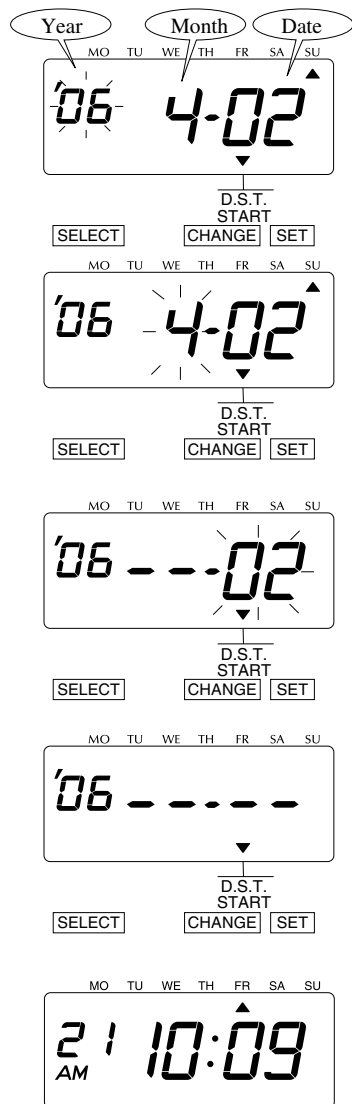 Year Month Date
MO TU WE TH FR SA SU
'06 4-02
D.S.T.
START
SELECT CHANGE SET
MO TU WE TH FR SA SU
'06 4-02
D.S.T.
START
SELECT CHANGE SET
MO TU WE TH FR SA SU
'06 - - - 02
D.S.T.
START
SELECT CHANGE SET
MO TU WE TH FR SA SU
'06 - - - - -
D.S.T.
START
SELECT CHANGE SET
MO TU WE TH FR SA SU
21 10:09
AM